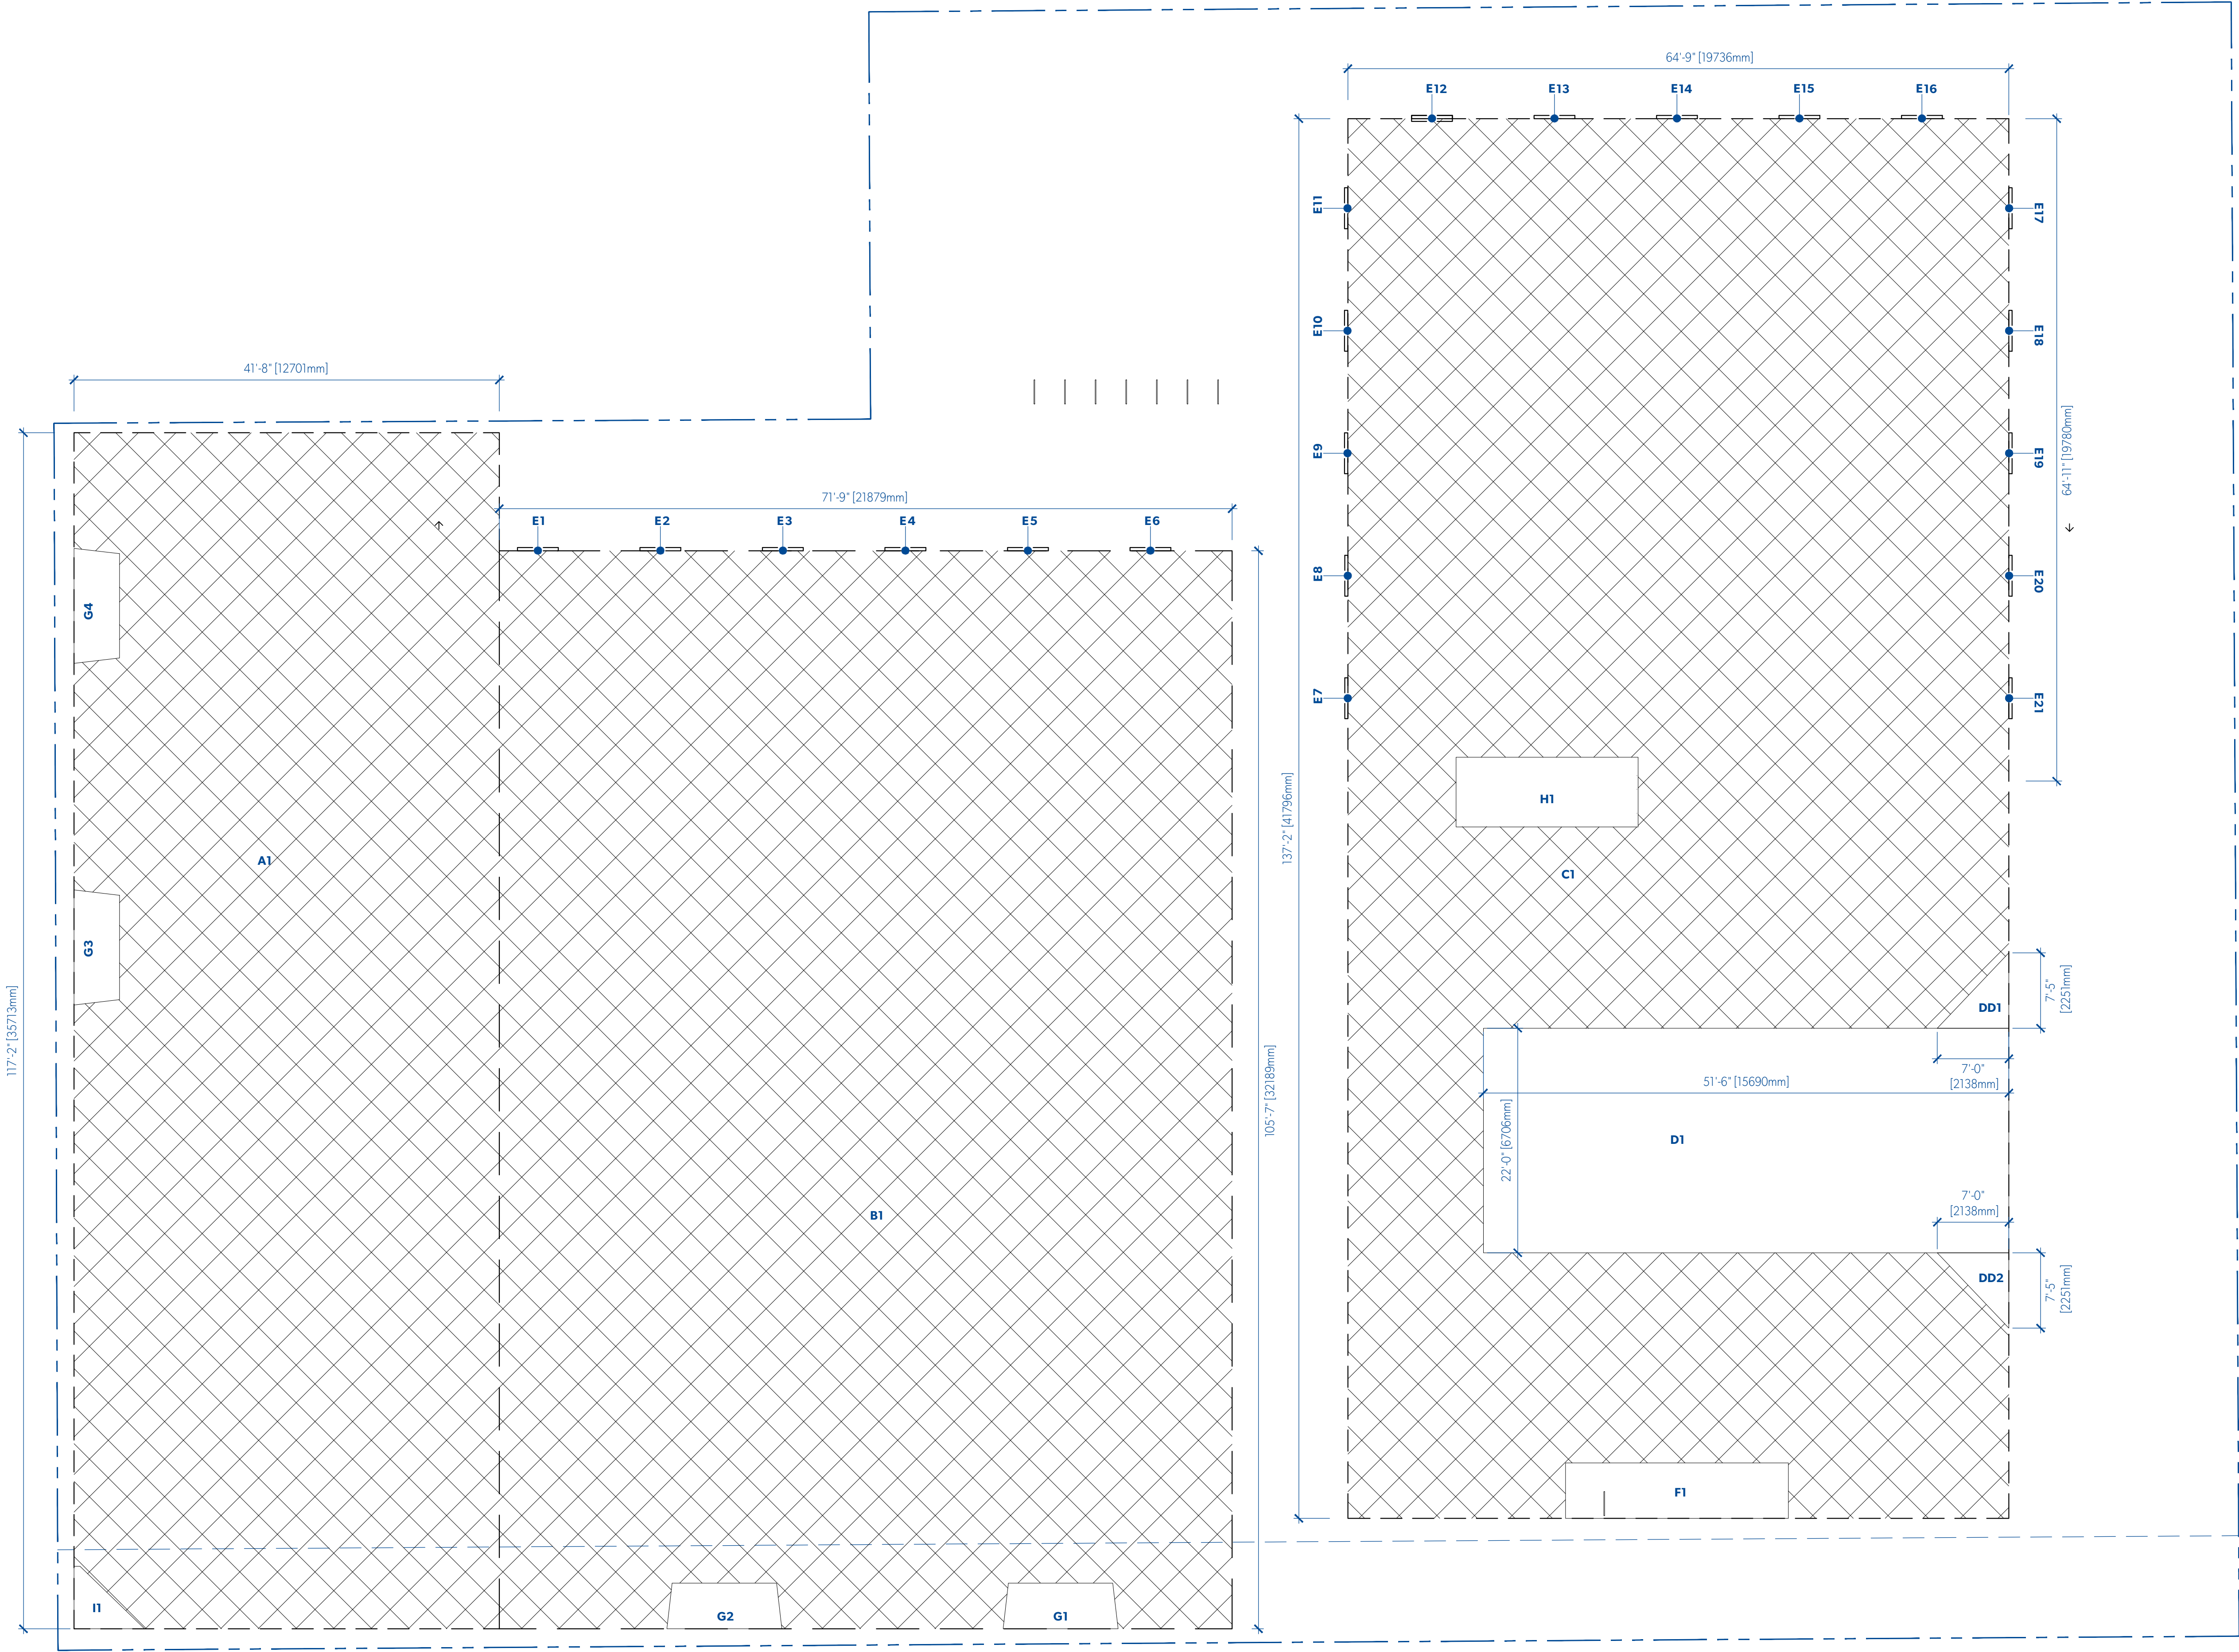 64'-9" [19736mm]
E12
E13
E14
E15
E16
E11
E17
E10
E18
41'-8" [12701mm]
E9
E19
64'-11" [19780mm]
71'-9" [21879mm]
E1
E2
E3
E4
E5
E6
E8
E20
G4
E7
E21
H1
137'-2" [41796mm]
A1
C1
G3
DD1
7'-5"
[2251mm]
117'-2" [35713mm]
7'-0"
[2138mm]
51'-6" [15690mm]
105'-7" [32189mm]
22'-0" [6706mm]
D1
7'-0"
[2138mm]
B1
DD2
7'-5"
[2251mm]
F1
I1
G2
G1